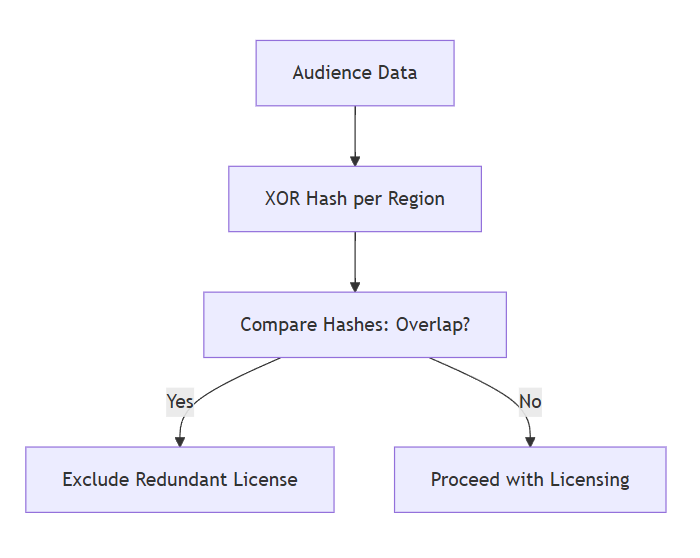 Audience Data
XOR Hash per Region
Compare Hashes: Overlap?
Yes
No
Exclude Redundant License
Proceed with Licensing